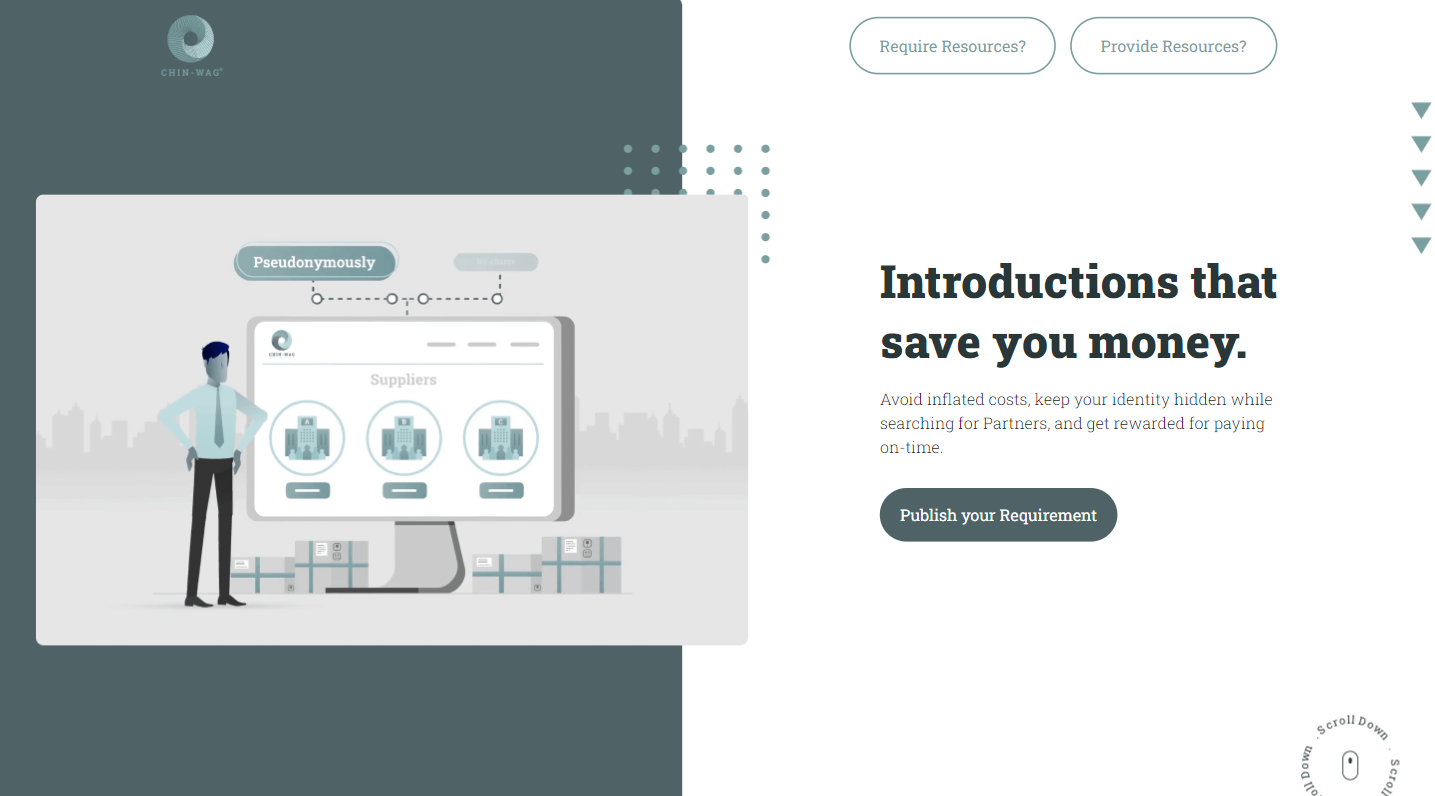 CHIN-WAG
Require Resources?
Provide Resources?
Pseudonymously
CHIN-WAG
Suppliers
A
B
C
Introductions that
save you money.
Avoid inflated costs, keep your identity hidden while
searching for Partners, and get rewarded for paying
on-time.
Publish your Requirement
Scroll Down · Scroll Down · Scroll